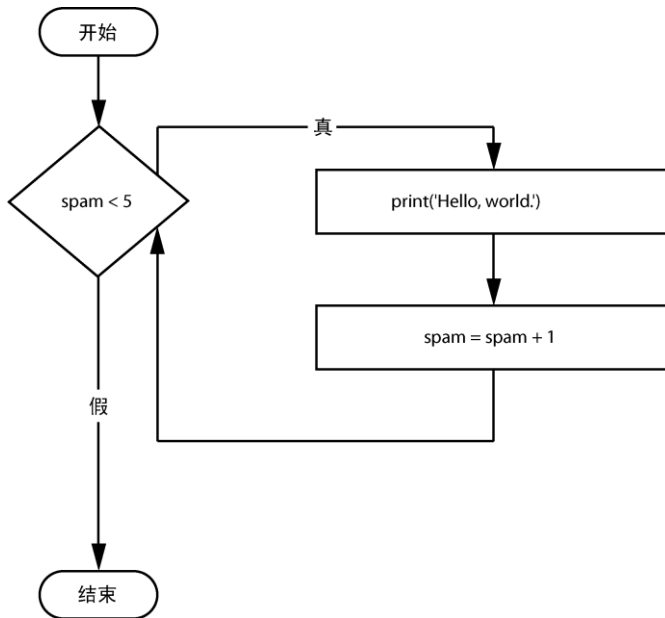 开始
真
spam < 5
print('Hello, world.')
spam = spam + 1
假
结束